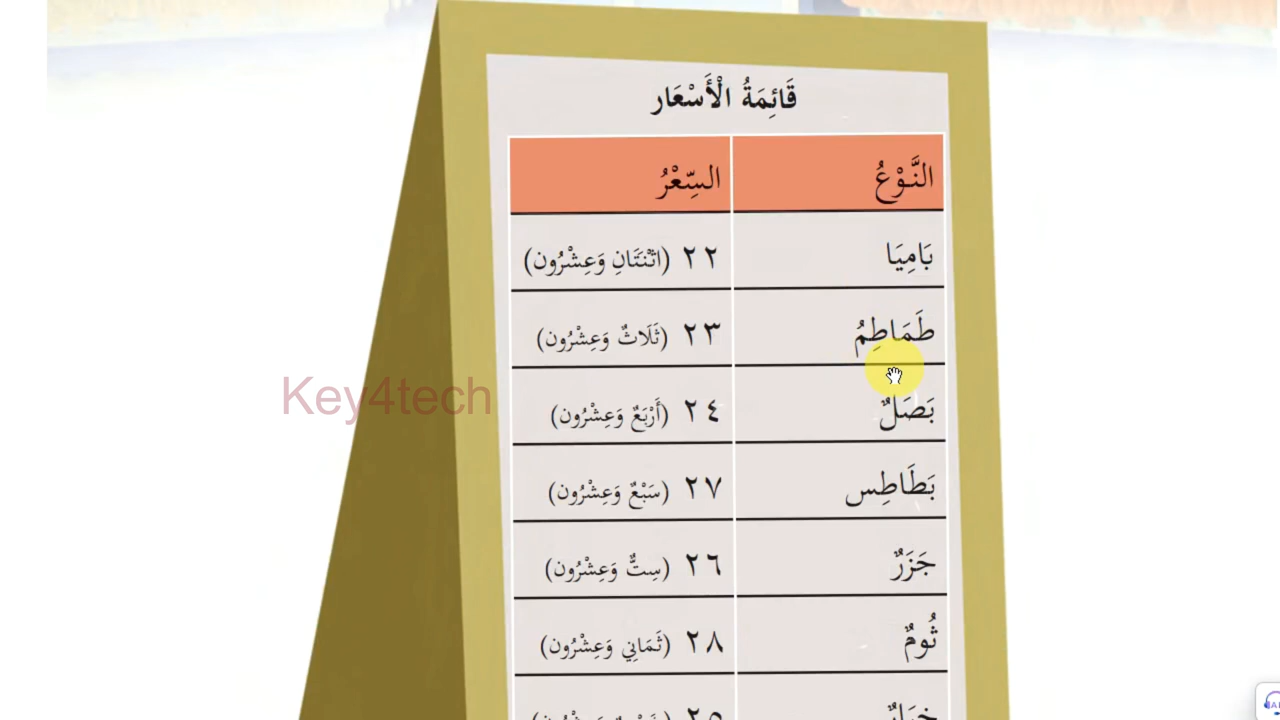 قَائِمَةُ الْأَسْعَار
النَّوْعُ السِّعْرُ
بَامِيَا ٢٢ (اثْنَتَانِ وَعِشْرُون)
طَمَاطِمُ ٢٣ (ثَلَاثٌ وَعِشْرُون)
بَصَلٌ ٢٤ (أَرْبَعٌ وَعِشْرُون)
Key4tech
بَطَاطِس ٢٧ (سَبْعٌ وَعِشْرُون)
جَزَرٌ ٢٦ (سِتٌّ وَعِشْرُون)
ثُومٌ ٢٨ (ثَمَانِي وَعِشْرُون)